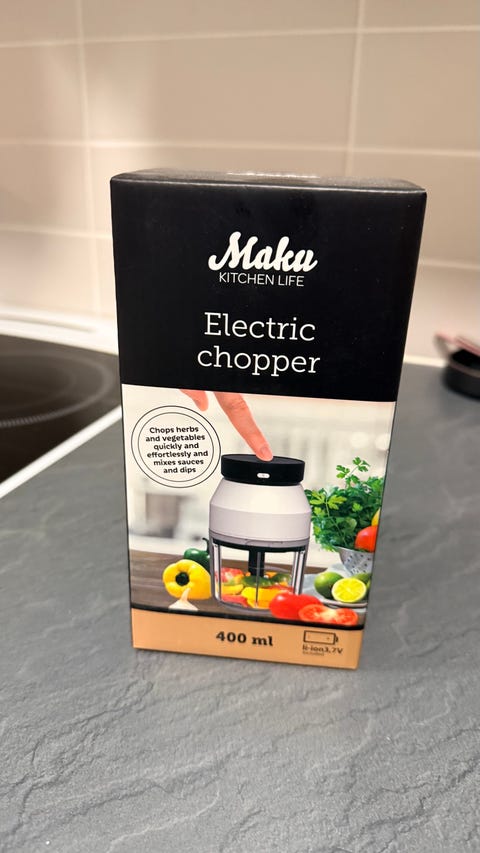 Maku
KITCHEN LIFE
Electric
chopper
Chops herbs
and vegetables
quickly and
effortlessly and
mixes sauces
and dips
400 ml
li-ion3,7V
included